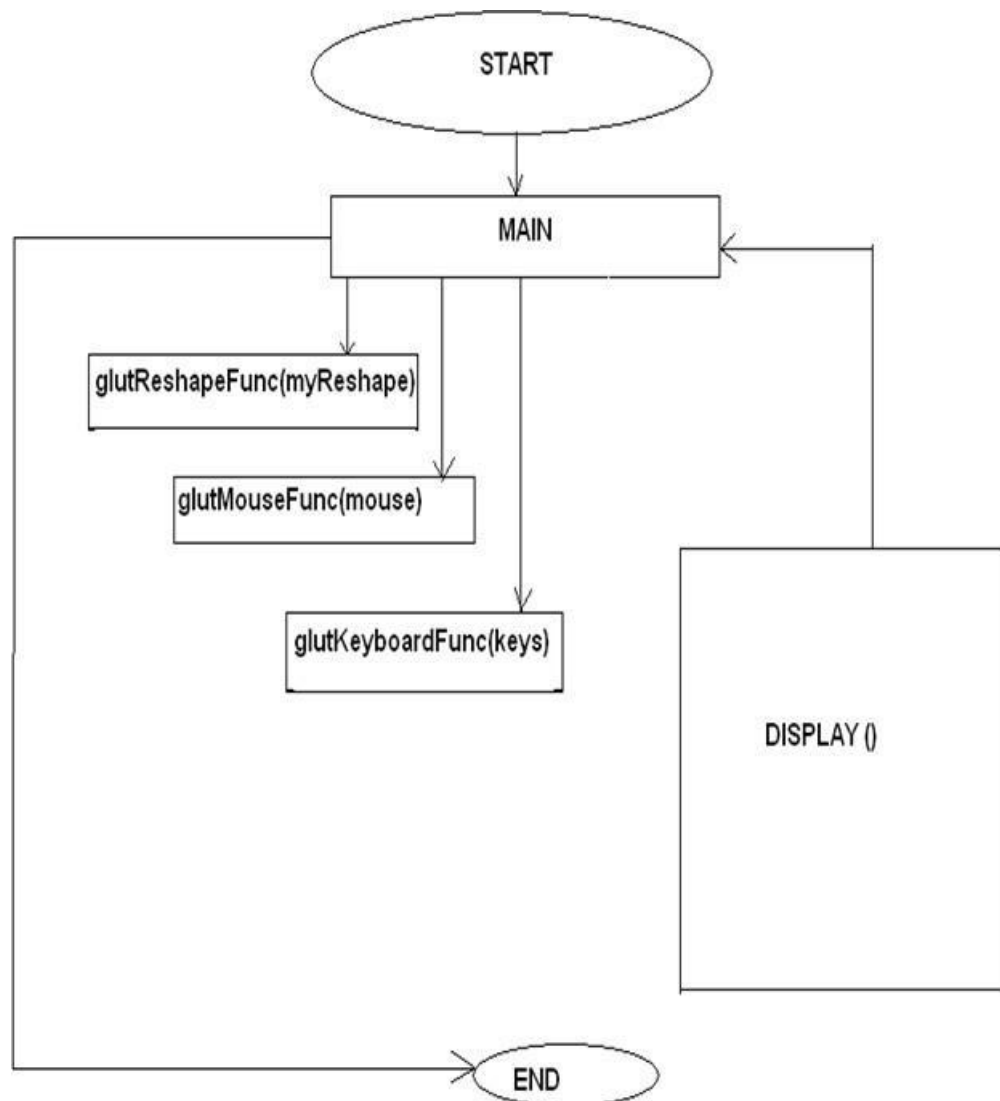 START
MAIN
glutReshapeFunc(myReshape)
glutMouseFunc(mouse)
glutKeyboardFunc(keys)
DISPLAY ()
END